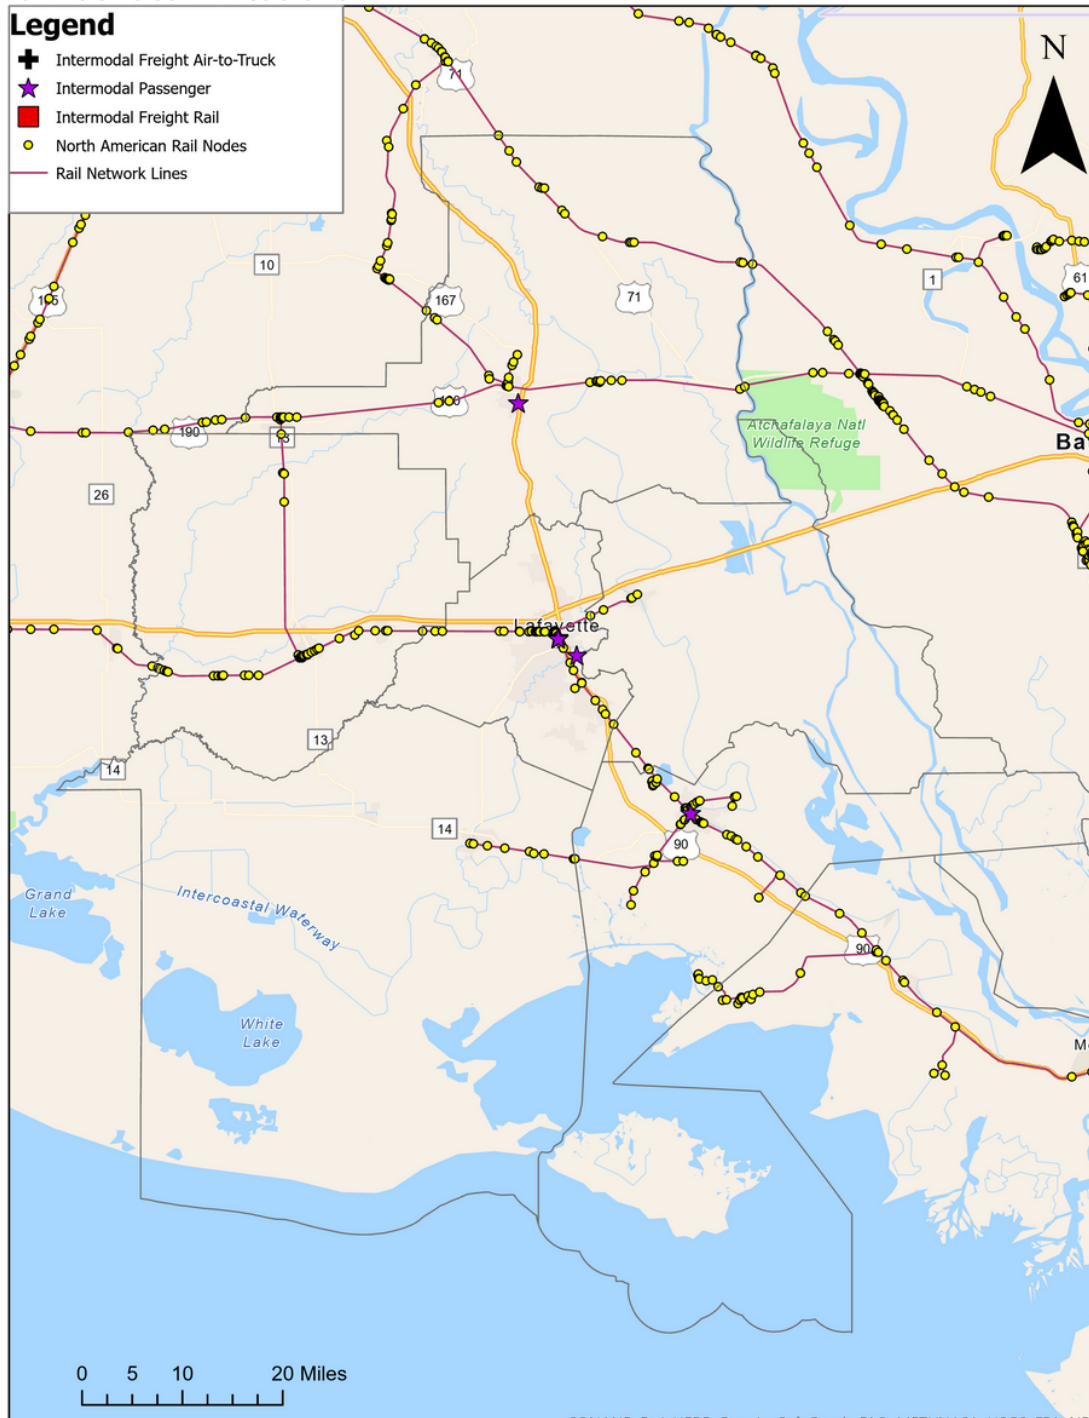 Legend
Intermodal Freight Air-to-Truck
Intermodal Passenger
Intermodal Freight Rail
North American Rail Nodes
Rail Network Lines
N
71
10
1
61
167
71
190
13
Atchafalaya Natl
Wildlife Refuge
Ba
26
Lafayette
13
14
14
90
Grand
Lake
Intercoastal Waterway
90
White
Lake
0 5 10 20 Miles